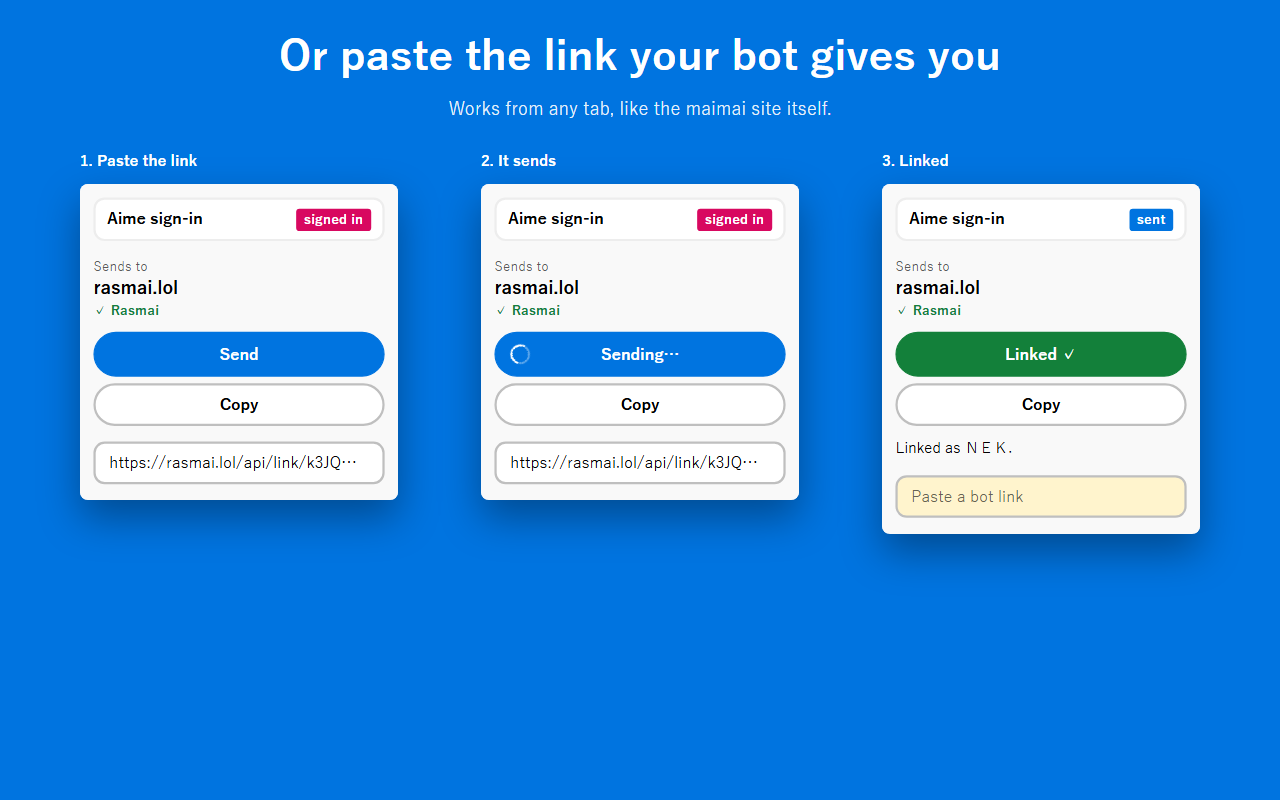 Or paste the link your bot gives you
Works from any tab, like the maimai site itself.
1. Paste the link
Aime sign-in
signed in
Sends to
rasmai.lol
✓ Rasmai
Send
Copy
https://rasmai.lol/api/link/k3JQ…
2. It sends
Aime sign-in
signed in
Sends to
rasmai.lol
✓ Rasmai
Sending…
Copy
https://rasmai.lol/api/link/k3JQ…
3. Linked
Aime sign-in
sent
Sends to
rasmai.lol
✓ Rasmai
Linked ✓
Copy
Linked as ＮＥＫ.
Paste a bot link